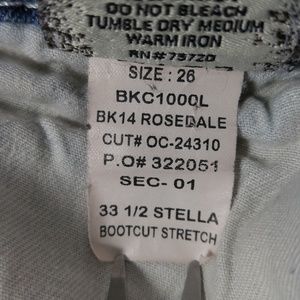 DO NOT BLEACH
TUMBLE DRY MEDIUM
WARM IRON
RN#75720
SIZE: 26
BKC1000L
BK14 ROSEDALE
CUT# OC-24310
P.O# 322051
SEC- 01
33 1/2 STELLA
BOOTCUT STRETCH